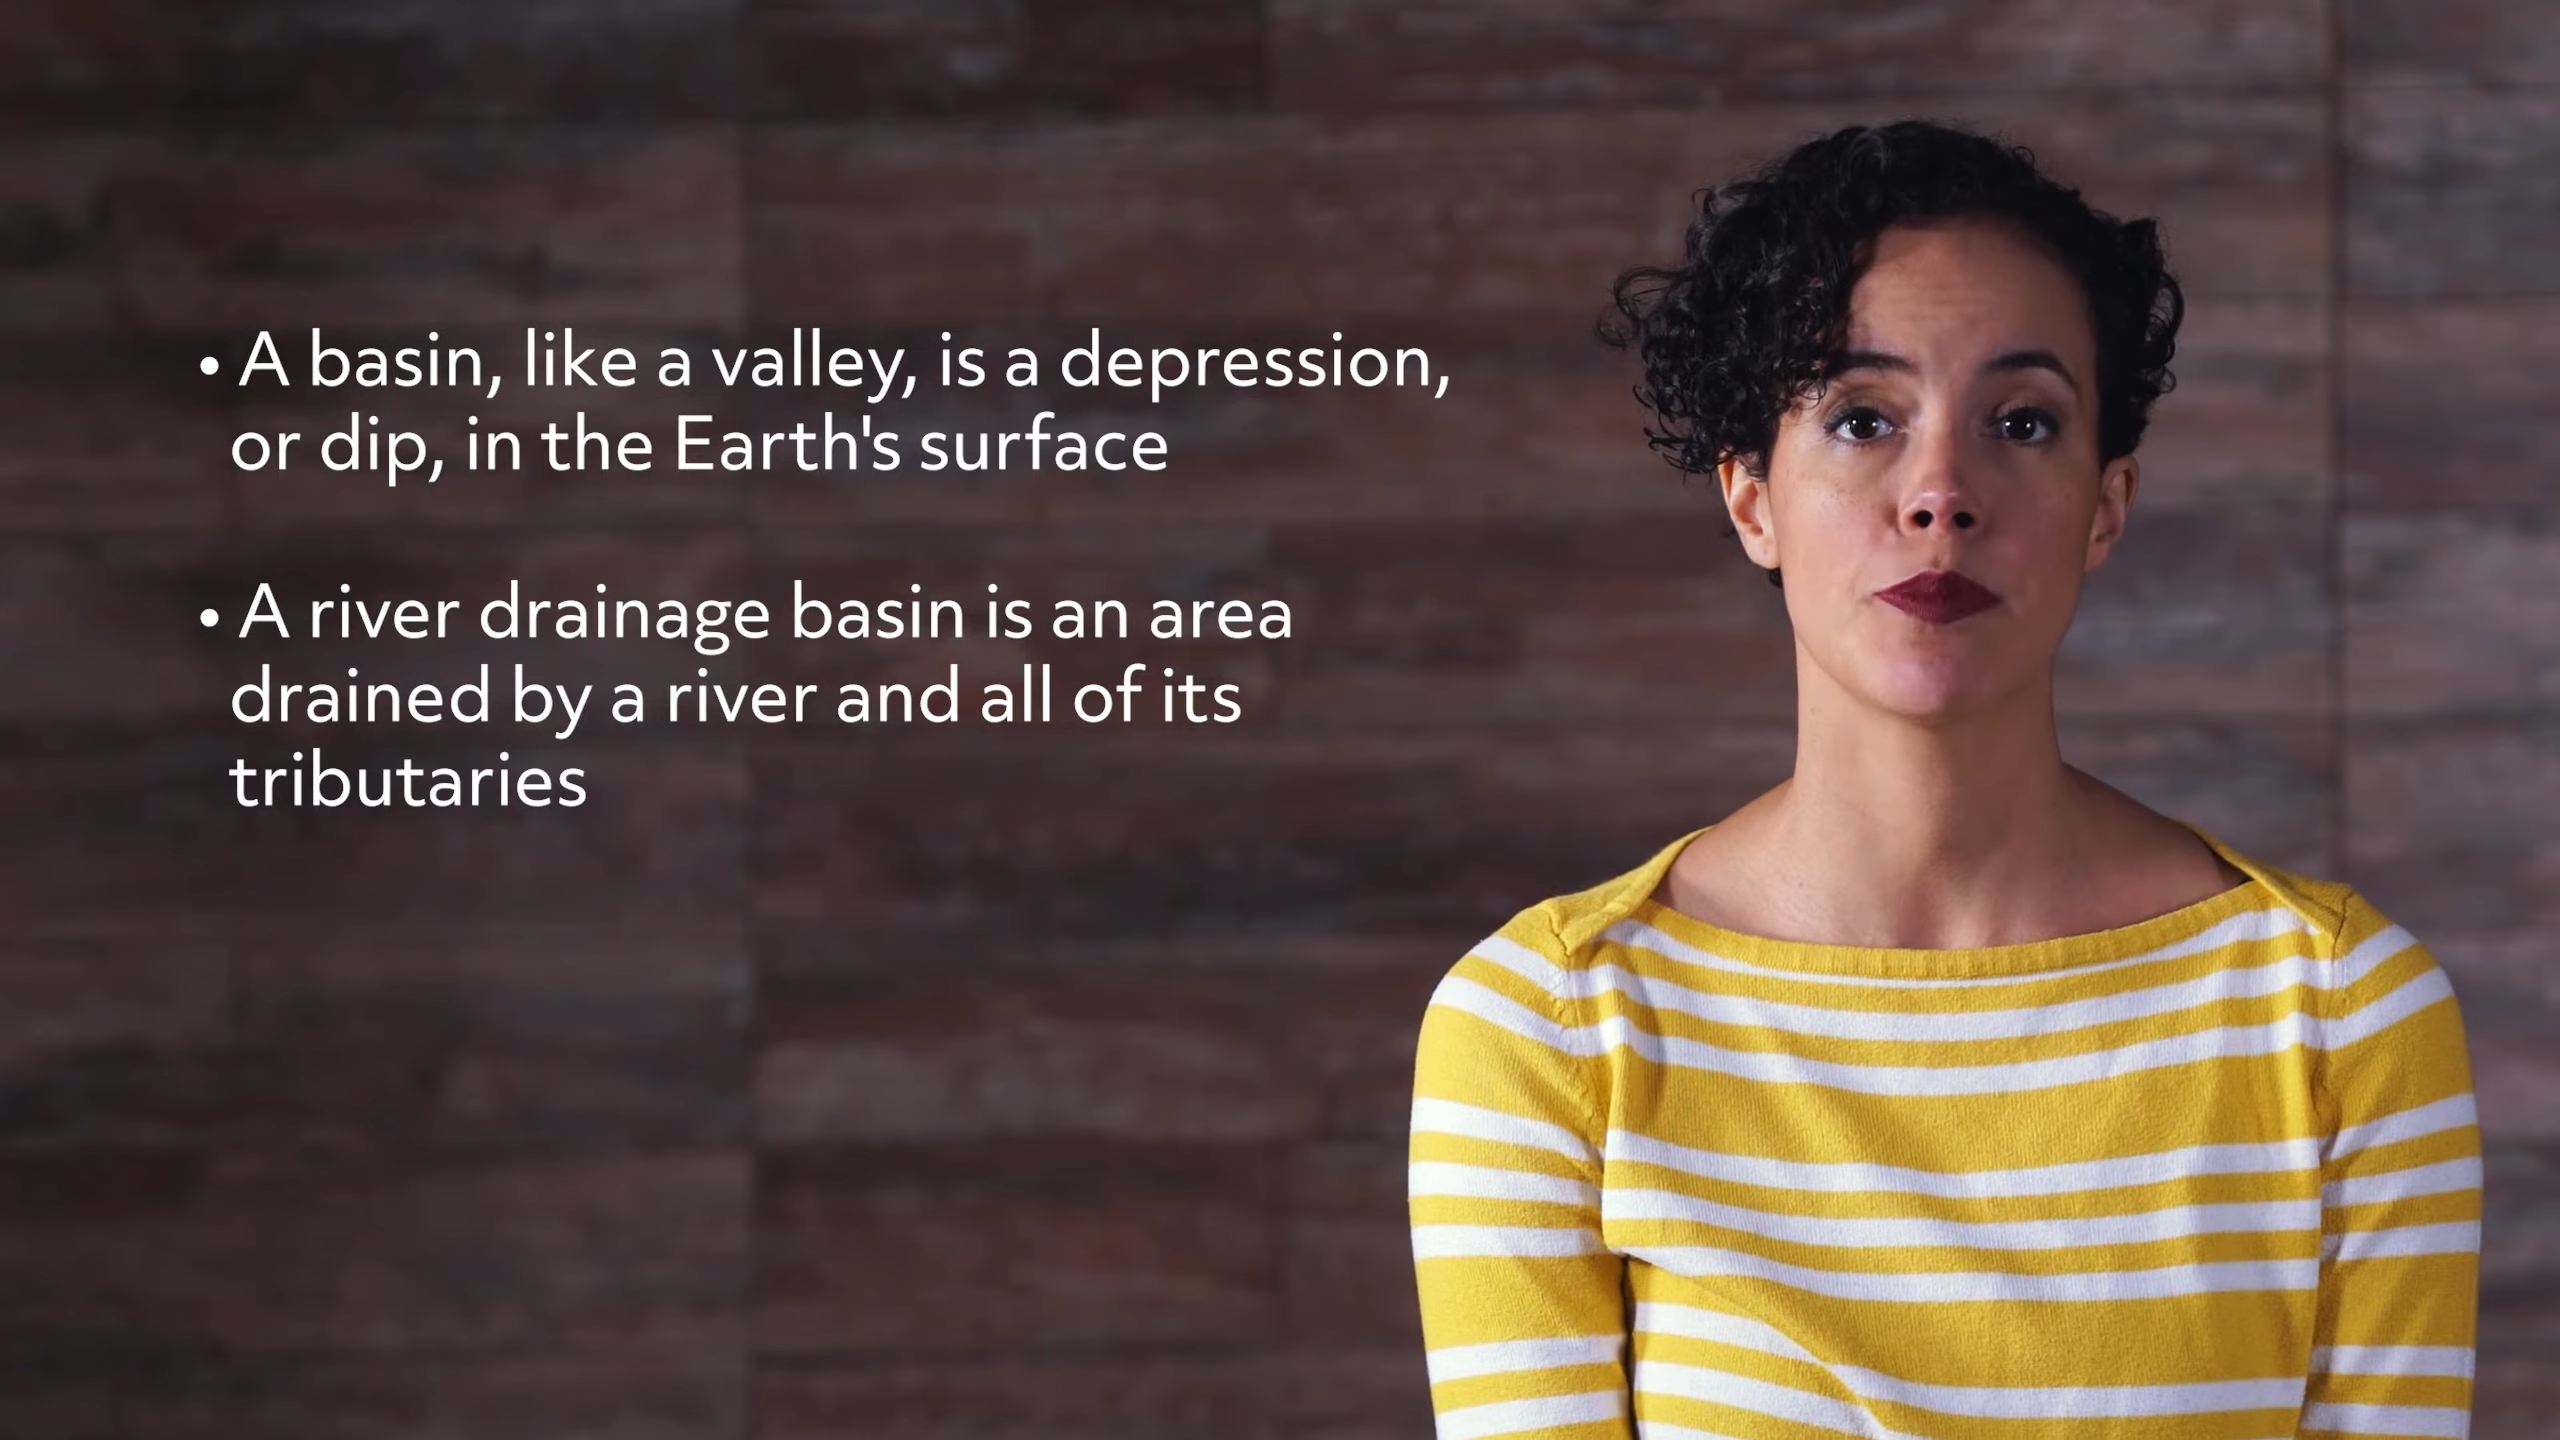 • A basin, like a valley, is a depression,
or dip, in the Earth's surface
• A river drainage basin is an area
drained by a river and all of its
tributaries